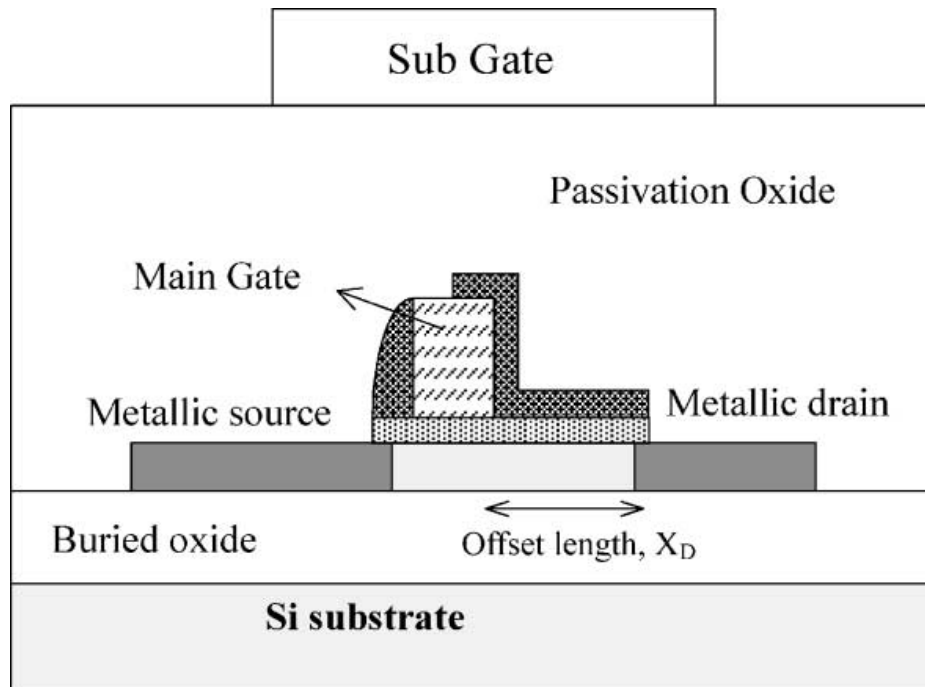 Sub Gate
Passivation Oxide
Main Gate
Metallic source
Metallic drain
Buried oxide
Offset length, X_D
Si substrate